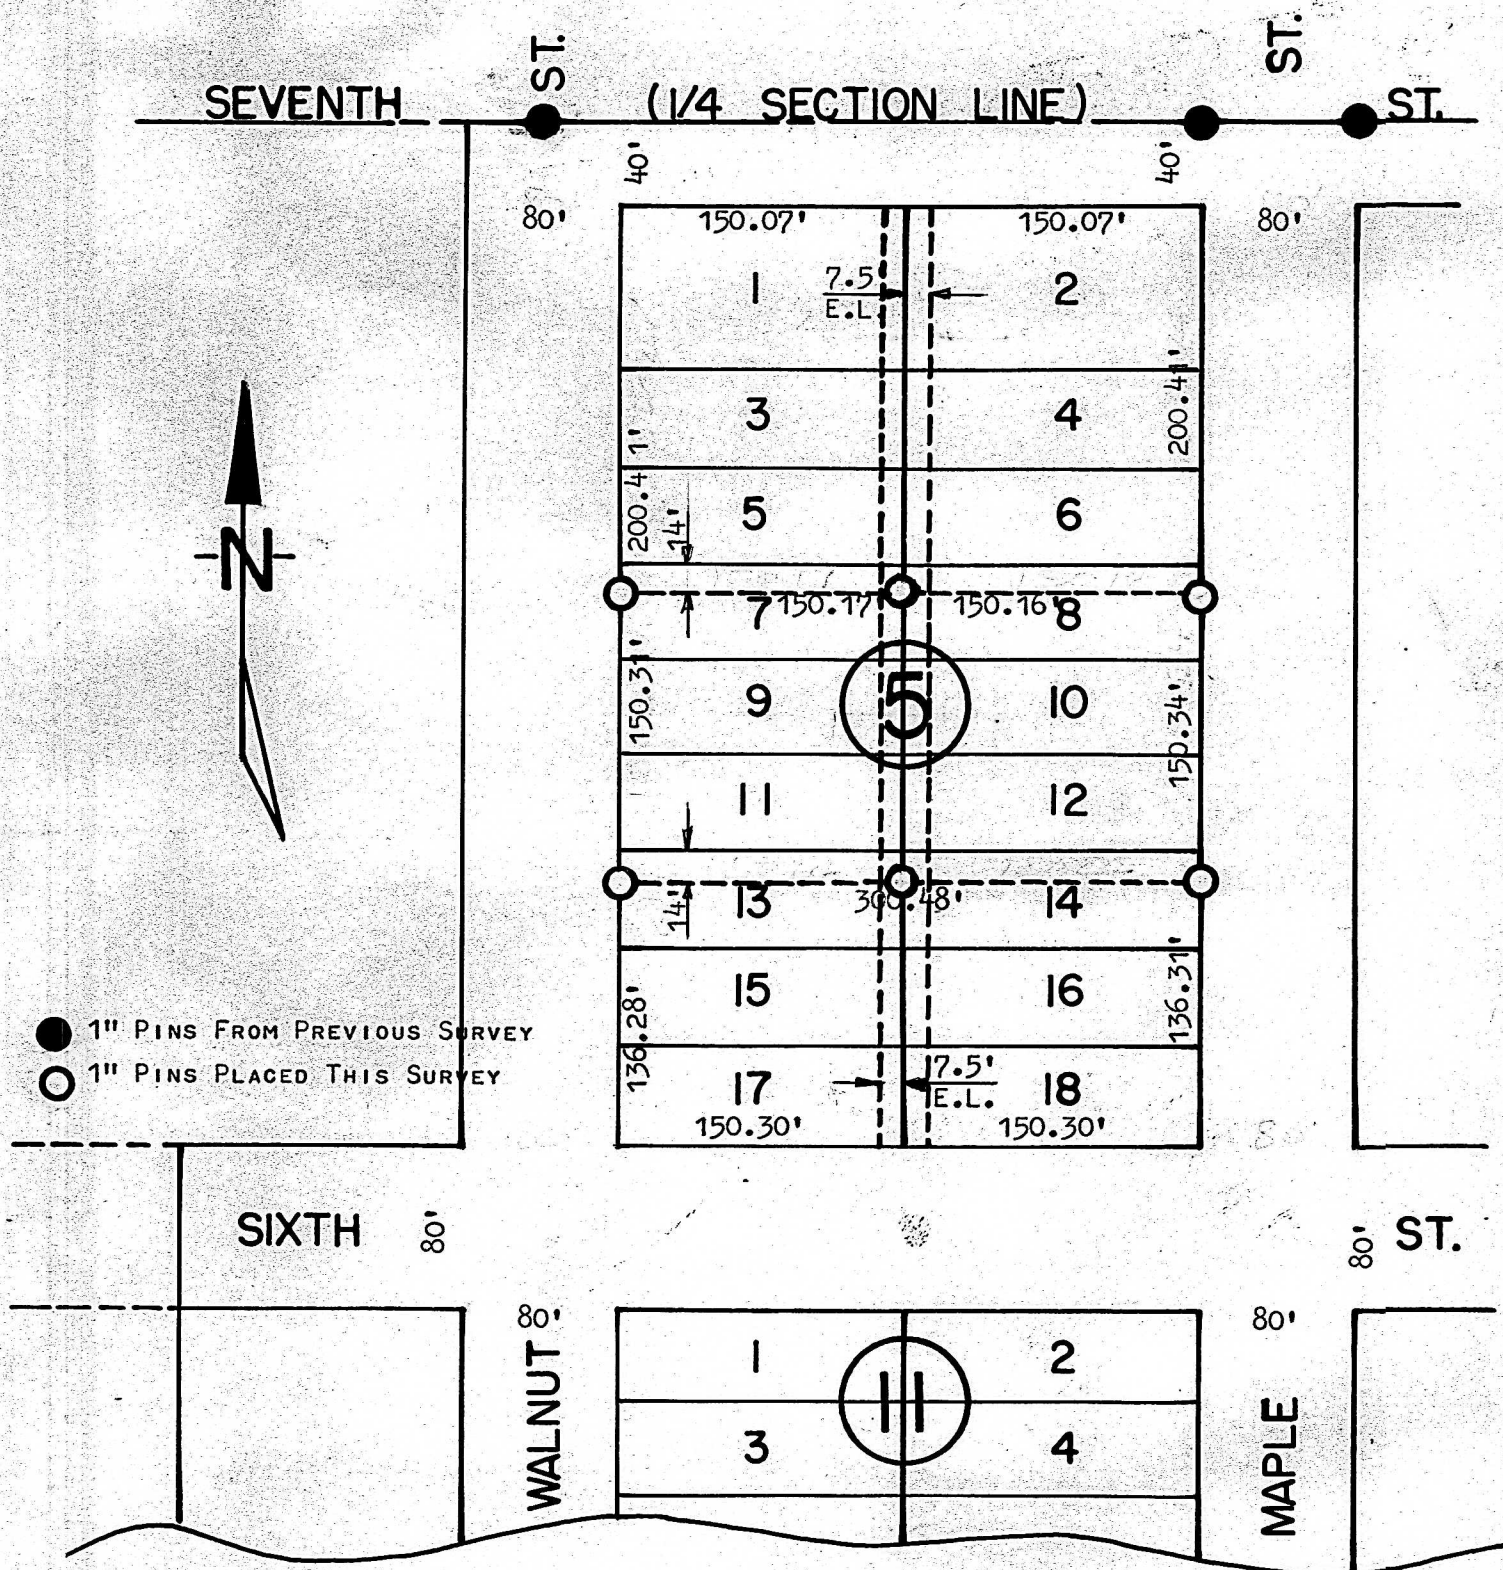 ST.
ST.
SEVENTH (1/4 SECTION LINE) ST.
40' 40'
80' 150.07' 150.07' 80'
1 7.5 E.L. 2
3 4
200.41' 200.41'
5 14' 6
7 150.17 150.16' 8
150.31' 9 5 10 150.34'
11 12
14' 13 300.48' 14
15 16
136.28' 136.31'
1" PINS FROM PREVIOUS SURVEY
1" PINS PLACED THIS SURVEY
17 7.5' E.L. 18
150.30' 150.30'
N
SIXTH 80' 80' ST.
80' 80'
1 11 2
3 4
WALNUT
MAPLE